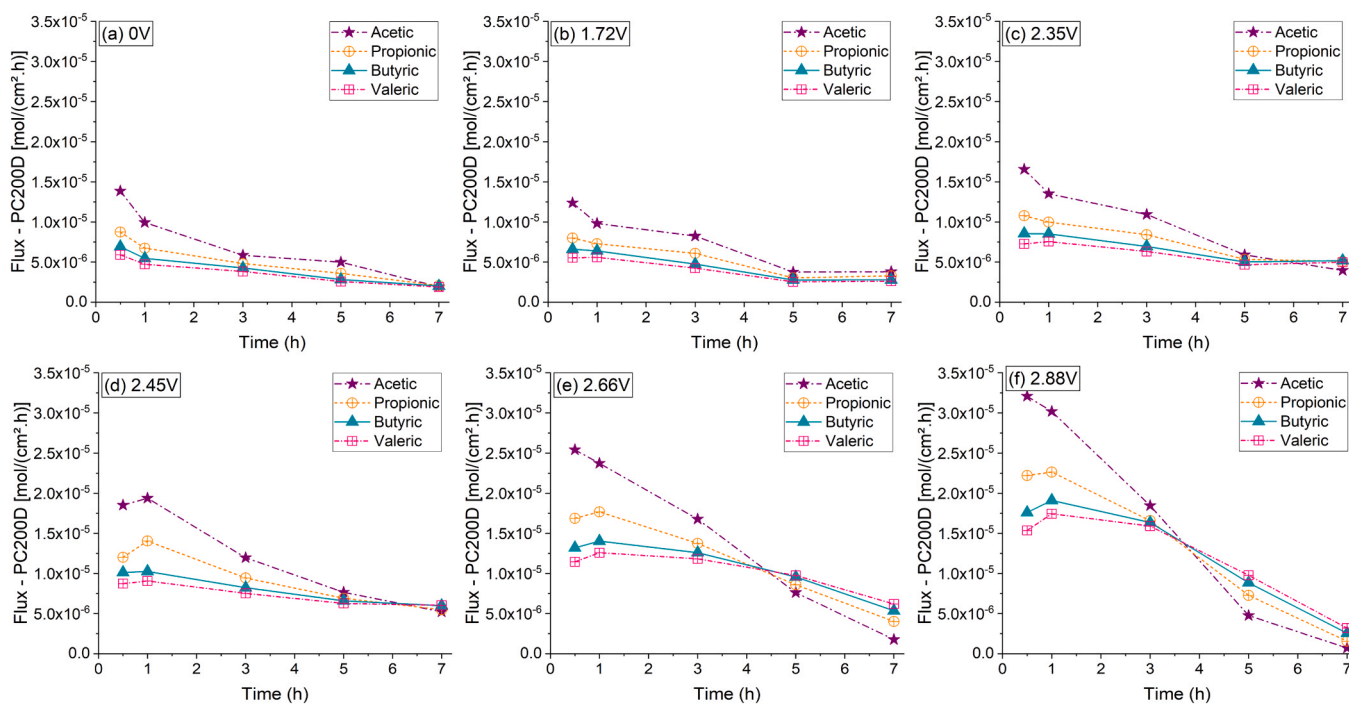 (a) 0V
Acetic
Propionic
Butyric
Valeric
3.5x10⁻⁵
3.0x10⁻⁵
2.5x10⁻⁵
2.0x10⁻⁵
1.5x10⁻⁵
1.0x10⁻⁵
5.0x10⁻⁶
0.0
Flux - PC200D [mol/(cm².h)]
0 1 2 3 4 5 6 7
Time (h)
(b) 1.72V
Acetic
Propionic
Butyric
Valeric
3.5x10⁻⁵
3.0x10⁻⁵
2.5x10⁻⁵
2.0x10⁻⁵
1.5x10⁻⁵
1.0x10⁻⁵
5.0x10⁻⁶
0.0
Flux - PC200D [mol/(cm².h)]
0 1 2 3 4 5 6 7
Time (h)
(c) 2.35V
Acetic
Propionic
Butyric
Valeric
3.5x10⁻⁵
3.0x10⁻⁵
2.5x10⁻⁵
2.0x10⁻⁵
1.5x10⁻⁵
1.0x10⁻⁵
5.0x10⁻⁶
0.0
Flux - PC200D [mol/(cm².h)]
0 1 2 3 4 5 6 7
Time (h)
(d) 2.45V
Acetic
Propionic
Butyric
Valeric
3.5x10⁻⁵
3.0x10⁻⁵
2.5x10⁻⁵
2.0x10⁻⁵
1.5x10⁻⁵
1.0x10⁻⁵
5.0x10⁻⁶
0.0
Flux - PC200D [mol/(cm².h)]
0 1 2 3 4 5 6 7
Time (h)
(e) 2.66V
Acetic
Propionic
Butyric
Valeric
3.5x10⁻⁵
3.0x10⁻⁵
2.5x10⁻⁵
2.0x10⁻⁵
1.5x10⁻⁵
1.0x10⁻⁵
5.0x10⁻⁶
0.0
Flux - PC200D [mol/(cm².h)]
0 1 2 3 4 5 6 7
Time (h)
(f) 2.88V
Acetic
Propionic
Butyric
Valeric
3.5x10⁻⁵
3.0x10⁻⁵
2.5x10⁻⁵
2.0x10⁻⁵
1.5x10⁻⁵
1.0x10⁻⁵
5.0x10⁻⁶
0.0
Flux - PC200D [mol/(cm².h)]
0 1 2 3 4 5 6 7
Time (h)